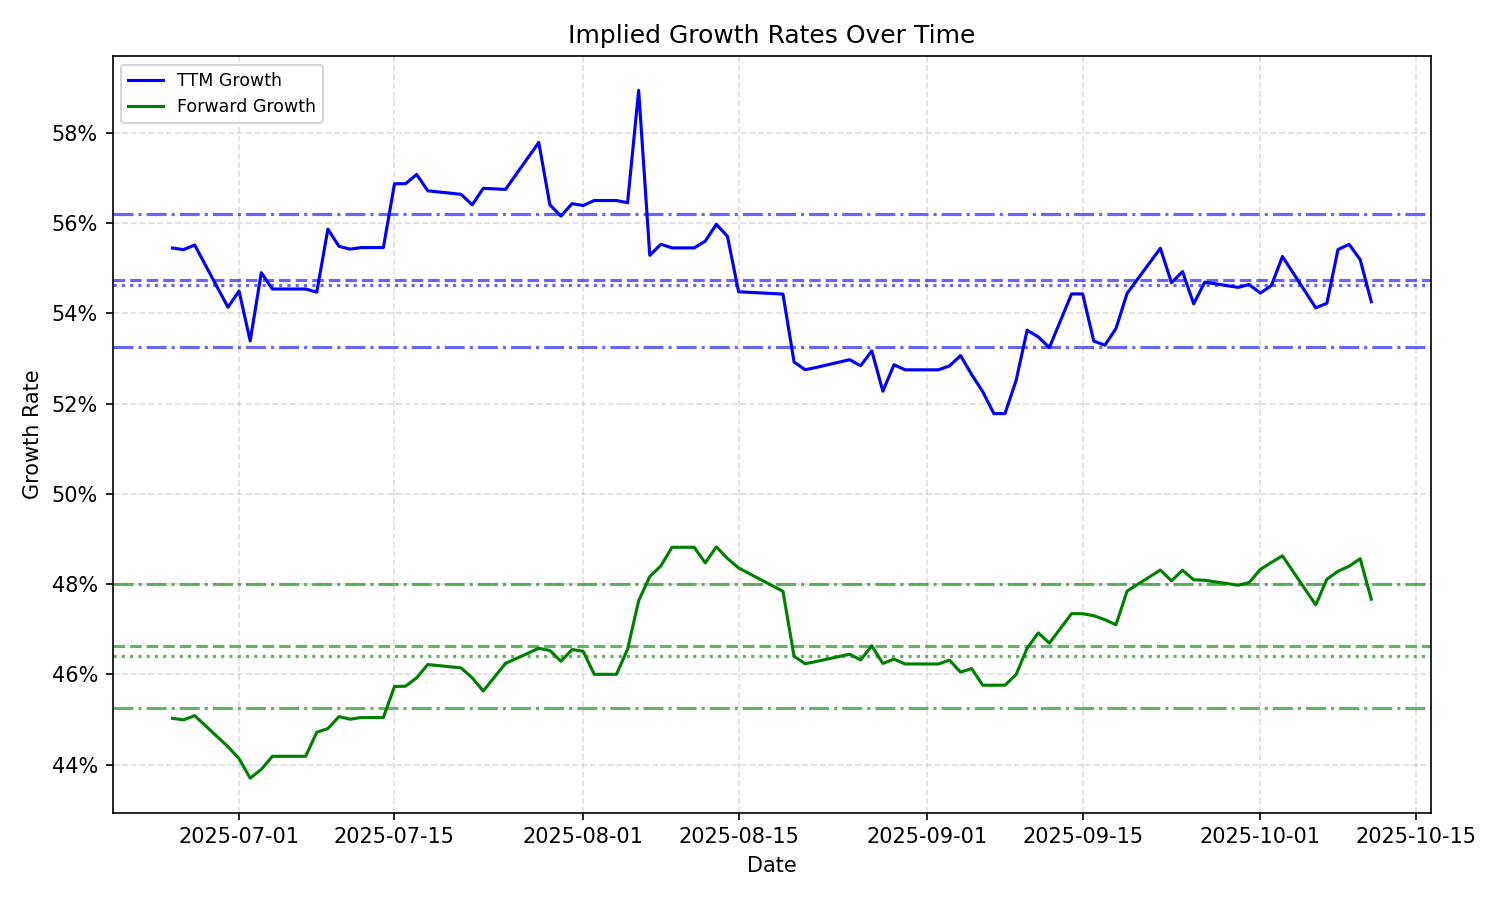 Implied Growth Rates Over Time
TTM Growth
Forward Growth
58%
56%
54%
52%
50%
48%
46%
44%
Growth Rate
2025-07-01 2025-07-15 2025-08-01 2025-08-15 2025-09-01 2025-09-15 2025-10-01 2025-10-15
Date